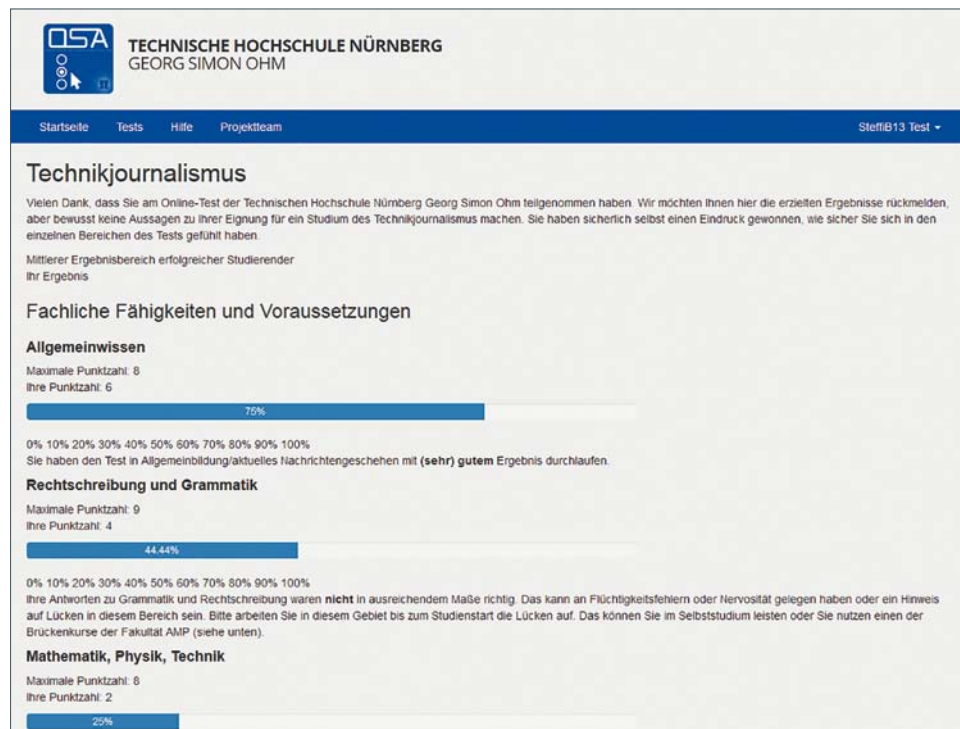 OSA
TECHNISCHE HOCHSCHULE NÜRNBERG
GEORG SIMON OHM
Startseite Tests Hilfe Projektteam SteffiB13 Test
Technikjournalismus
Vielen Dank, dass Sie am Online-Test der Technischen Hochschule Nürnberg Georg Simon Ohm teilgenommen haben. Wir möchten Ihnen hier die erzielten Ergebnisse rückmelden,
aber bewusst keine Aussagen zu Ihrer Eignung für ein Studium des Technikjournalismus machen. Sie haben sicherlich selbst einen Eindruck gewonnen, wie sicher Sie sich in den
einzelnen Bereichen des Tests gefühlt haben.
Mittlerer Ergebnisbereich erfolgreicher Studierender
Ihr Ergebnis
Fachliche Fähigkeiten und Voraussetzungen
Allgemeinwissen
Maximale Punktzahl: 8
Ihre Punktzahl: 6
75%
0% 10% 20% 30% 40% 50% 60% 70% 80% 90% 100%
Sie haben den Test in Allgemeinbildung/aktuelles Nachrichtengeschehen mit (sehr) gutem Ergebnis durchlaufen.
Rechtschreibung und Grammatik
Maximale Punktzahl: 9
Ihre Punktzahl: 4
44.44%
0% 10% 20% 30% 40% 50% 60% 70% 80% 90% 100%
Ihre Antworten zu Grammatik und Rechtschreibung waren nicht in ausreichendem Maße richtig. Das kann an Flüchtigkeitsfehlern oder Nervosität gelegen haben oder ein Hinweis
auf Lücken in diesem Bereich sein. Bitte arbeiten Sie in diesem Gebiet bis zum Studienstart die Lücken auf. Das können Sie im Selbststudium leisten oder Sie nutzen einen der
Brückenkurse der Fakultät AMP (siehe unten).
Mathematik, Physik, Technik
Maximale Punktzahl: 8
Ihre Punktzahl: 2
25%